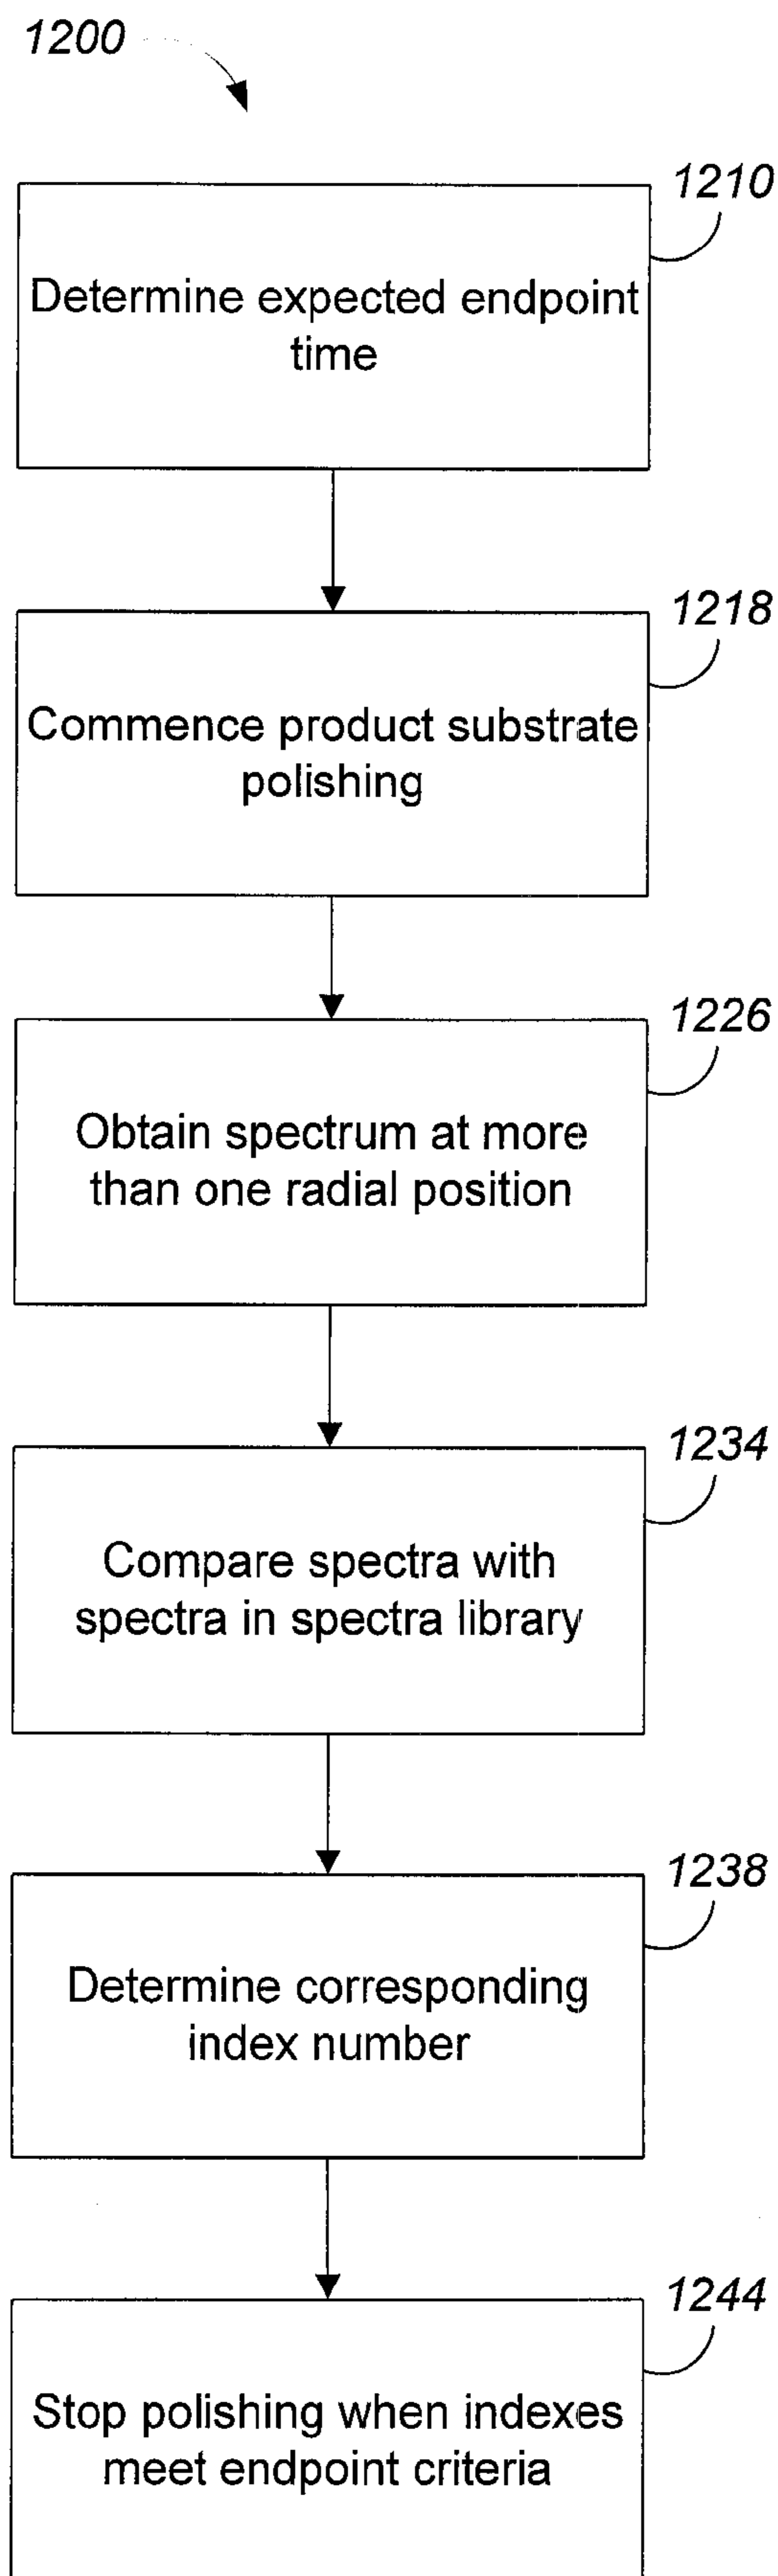 1200
1210
Determine expected endpoint
time
1218
Commence product substrate
polishing
1226
Obtain spectrum at more
than one radial position
1234
Compare spectra with
spectra in spectra library
1238
Determine corresponding
index number
1244
Stop polishing when indexes
meet endpoint criteria